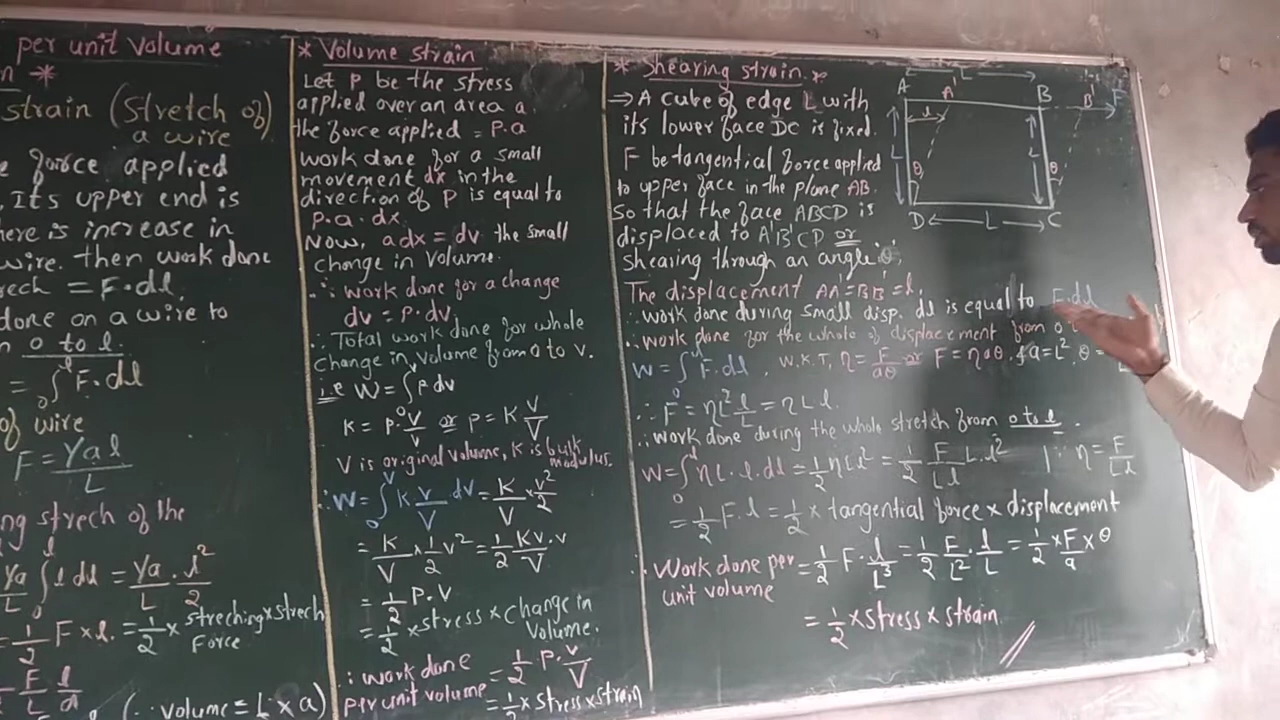 per unit volume
n *
strain (stretch of
a wire)
e force applied
. Its upper end is
here is increase in
wire. then work done
rech = F.dl
done on a wire to
n 0 to l.
= ∫₀ˡ F.dl
of wire
F = Yal/L
ng strech of the
Ya/L ∫₀ˡ l dl = Ya/L . l²/2
= 1/2 F × l. = 1/2 × streching Force × strech
= F/L l/a
(∵ volume = L × a)
* Volume strain
Let P be the stress
applied over an area a
the force applied = P.a
work done for a small
movement dx in the
direction of P is equal to
P.a.dx.
Now, adx = dv the small
change in volume.
∴ work done for a change
dv = P.dv,
∴ Total work done for whole
change in volume from 0 to v.
i.e W = ∫₀ᵛ p dv
K = P.V/v or p = K v/V
V is original volume, K is bulk
modulus.
∴ W = ∫₀ᵛ K v/V dv = K/V × v²/2
= K/V × 1/2 v² = 1/2 Kv/V . v
= 1/2 P.v
= 1/2 × stress × change in
volume.
∴ work done
per unit volume = 1/2 P.v/V
= 1/2 × stress × strain
* Shearing strain. *
→ A cube of edge L with
its lower face DC is fixed.
F be tangential force applied
to upper face in the plane AB.
so that the face ABCD is
displaced to A'B'CD or
shearing through an angle θ.
The displacement AA' = BB' = l.
∴ work done during small disp. dl is equal to F.dl
∴ work done for the whole of displacement from 0 t
W = ∫₀ˡ F.dl, W.K.T, η = F/aθ or F = ηaθ. & a = L². θ =
∴ F = ηL² l/L = ηLl.
∴ work done during the whole stretch from 0 to l.
W = ∫₀ˡ ηL.l.dl = 1/2 ηLl² = 1/2 F/Ll L.l² | ∵ η = F/Ll
= 1/2 F.l = 1/2 × tangential force × displacement
∴ Work done per
unit volume = 1/2 F.l/L³ = 1/2 F/L² . l/L = 1/2 × F/a × θ
= 1/2 × stress × strain
A L B
A' B' F
l
L L
θ θ
D L C